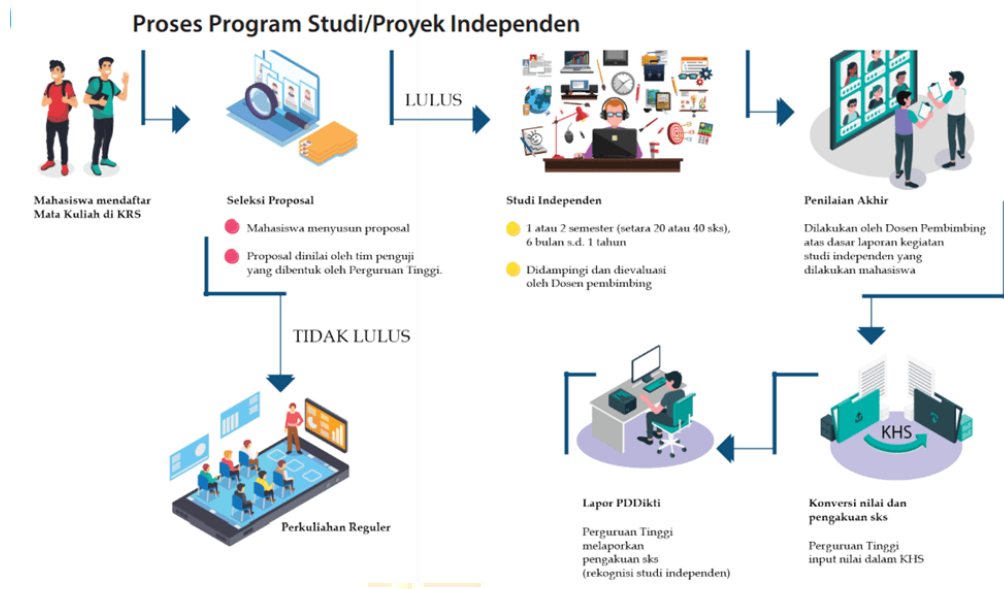 Proses Program Studi/Proyek Independen
LULUS
Mahasiswa mendaftar
Mata Kuliah di KRS
Seleksi Proposal
Mahasiswa menyusun proposal
Proposal dinilai oleh tim penguji
yang dibentuk oleh Perguruan Tinggi.
Studi Independen
1 atau 2 semester (setara 20 atau 40 sks),
6 bulan s.d. 1 tahun
Didampingi dan dievaluasi
oleh Dosen pembimbing
Penilaian Akhir
Dilakukan oleh Dosen Pembimbing
atas dasar laporan kegiatan
studi independen yang
dilakukan mahasiswa
TIDAK LULUS
Perkuliahan Reguler
KHS
Lapor PDDikti
Perguruan Tinggi
melaporkan
pengakuan sks
(rekognisi studi independen)
Konversi nilai dan
pengakuan sks
Perguruan Tinggi
input nilai dalam KHS